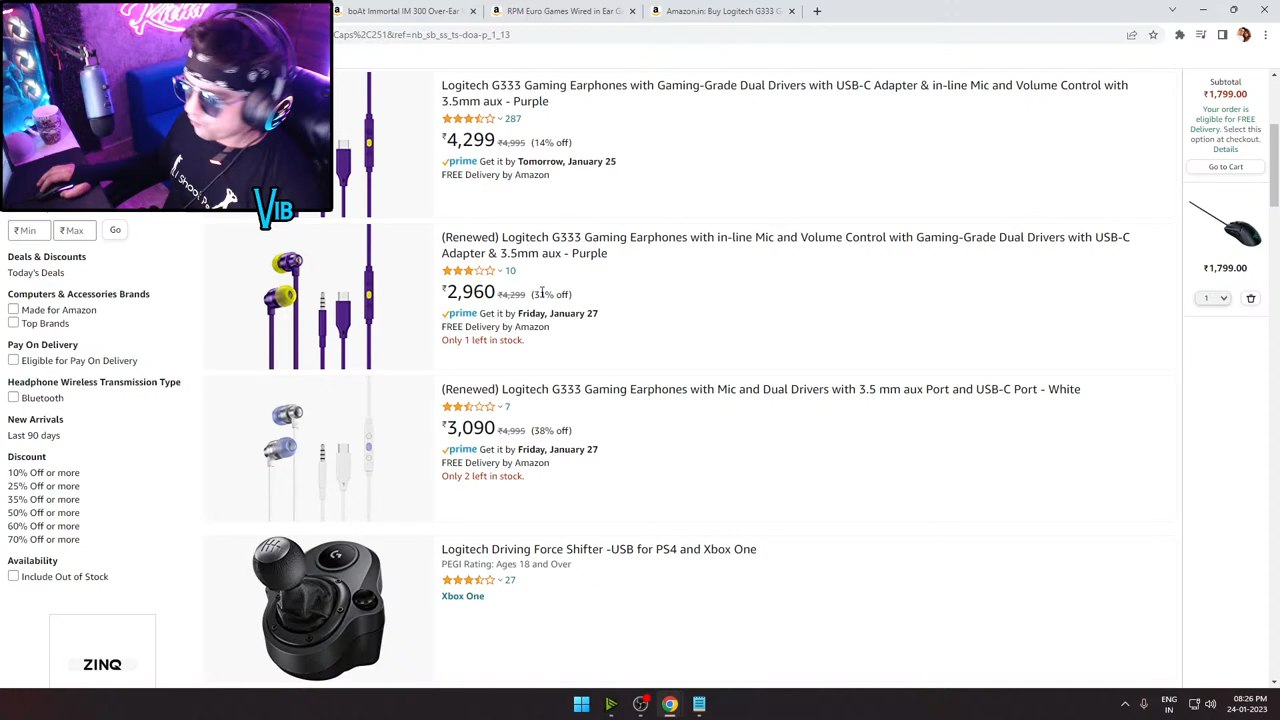 boAt Immortal IM 300 Over-Ear
RPM Euro Games Wired in Ear G
Amazon.in: Buy Logitech G333 G
Caps%2C251&ref=nb_sb_ss_ts-doa-p_1_13
VIB
Logitech G333 Gaming Earphones with Gaming-Grade Dual Drivers with USB-C Adapter & in-line Mic and Volume Control with
3.5mm aux - Purple
287
₹4,299 ₹4,995 (14% off)
prime Get it by Tomorrow, January 25
FREE Delivery by Amazon
(Renewed) Logitech G333 Gaming Earphones with in-line Mic and Volume Control with Gaming-Grade Dual Drivers with USB-C
Adapter & 3.5mm aux - Purple
10
₹2,960 ₹4,299 (31% off)
prime Get it by Friday, January 27
FREE Delivery by Amazon
Only 1 left in stock.
(Renewed) Logitech G333 Gaming Earphones with Mic and Dual Drivers with 3.5 mm aux Port and USB-C Port - White
7
₹3,090 ₹4,995 (38% off)
prime Get it by Friday, January 27
FREE Delivery by Amazon
Only 2 left in stock.
Logitech Driving Force Shifter -USB for PS4 and Xbox One
PEGI Rating: Ages 18 and Over
27
Xbox One
₹ Min
₹ Max
Go
Deals & Discounts
Today's Deals
Computers & Accessories Brands
Made for Amazon
Top Brands
Pay On Delivery
Eligible for Pay On Delivery
Headphone Wireless Transmission Type
Bluetooth
New Arrivals
Last 90 days
Discount
10% Off or more
25% Off or more
35% Off or more
50% Off or more
60% Off or more
70% Off or more
Availability
Include Out of Stock
ZINQ
Subtotal
₹1,799.00
Your order is
eligible for FREE
Delivery. Select this
option at checkout.
Details
Go to Cart
₹1,799.00
1
ENG
IN
08:26 PM
24-01-2023